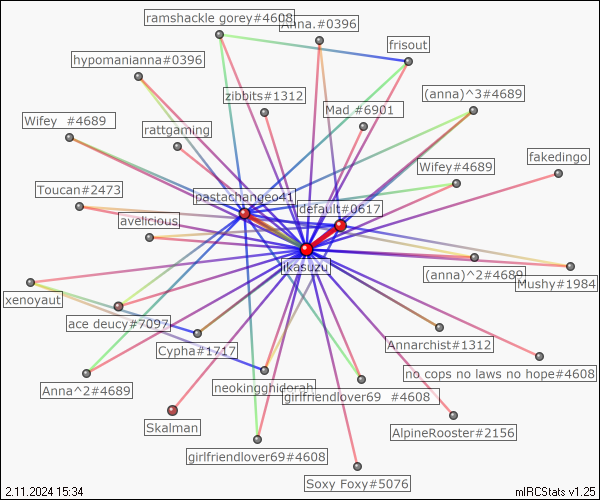 ramshackle gorey#4608
Anna.#0396
frisout
hypomanianna#0396
zibbits#1312
(anna)^3#4689
Mad #6901
Wifey  #4689
rattgaming
fakedingo
Wifey#4689
Toucan#2473
pastachangeo41
default#0617
avelicious
ikasuzu
(anna)^2#4689
Mushy#1984
xenoyaut
ace deucy#7097
Cypha#1717
Annarchist#1312
no cops no laws no hope#4608
Anna^2#4689
neokingghidorah
girlfriendlover69  #4608
Skalman
AlpineRooster#2156
girlfriendlover69#4608
Soxy Foxy#5076
2.11.2024 15:34
mIRCStats v1.25